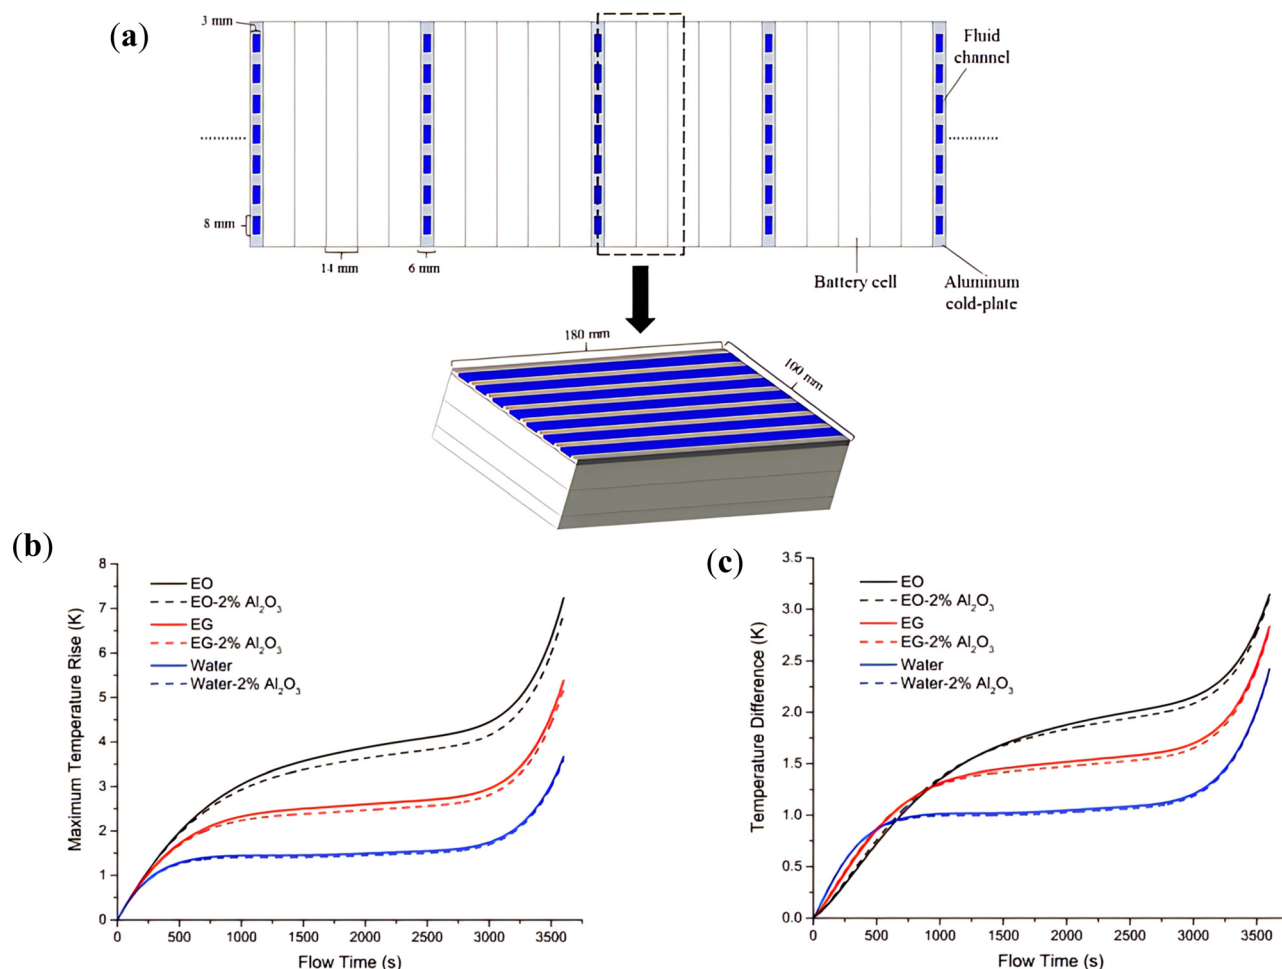 (a)
3 mm
Fluid
channel
8 mm
14 mm
6 mm
Battery cell
Aluminum
cold-plate
180 mm
100 mm
(b)
8
7
6
5
4
3
2
1
0
Maximum Temperature Rise (K)
EO
EO-2% Al₂O₃
EG
EG-2% Al₂O₃
Water
Water-2% Al₂O₃
0 500 1000 1500 2000 2500 3000 3500
Flow Time (s)
(c)
3.5
3.0
2.5
2.0
1.5
1.0
0.5
0.0
Temperature Difference (K)
EO
EO-2% Al₂O₃
EG
EG-2% Al₂O₃
Water
Water-2% Al₂O₃
0 500 1000 1500 2000 2500 3000 3500
Flow Time (s)